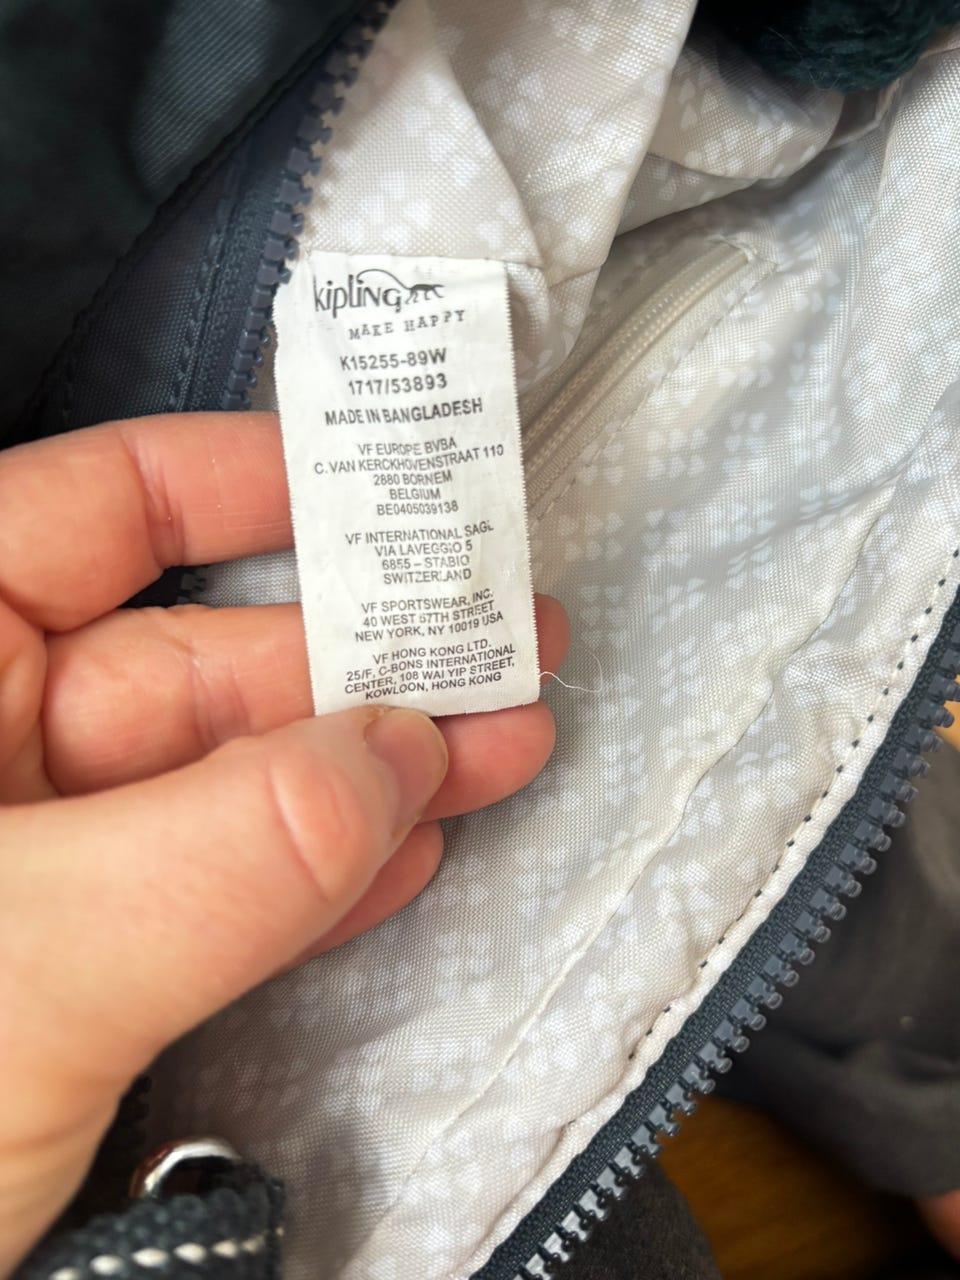 kipling
MAKE HAPPY
K15255-89W
1717/53893
MADE IN BANGLADESH
VF EUROPE BVBA
C. VAN KERCKHOVENSTRAAT 110
2880 BORNEM
BELGIUM
BE0405039138
VF INTERNATIONAL SAGL
VIA LAVEGGIO 5
6855 – STABIO
SWITZERLAND
VF SPORTSWEAR, INC.
40 WEST 57TH STREET
NEW YORK, NY 10019 USA
VF HONG KONG LTD.
25/F, C-BONS INTERNATIONAL
CENTER, 108 WAI YIP STREET,
KOWLOON, HONG KONG